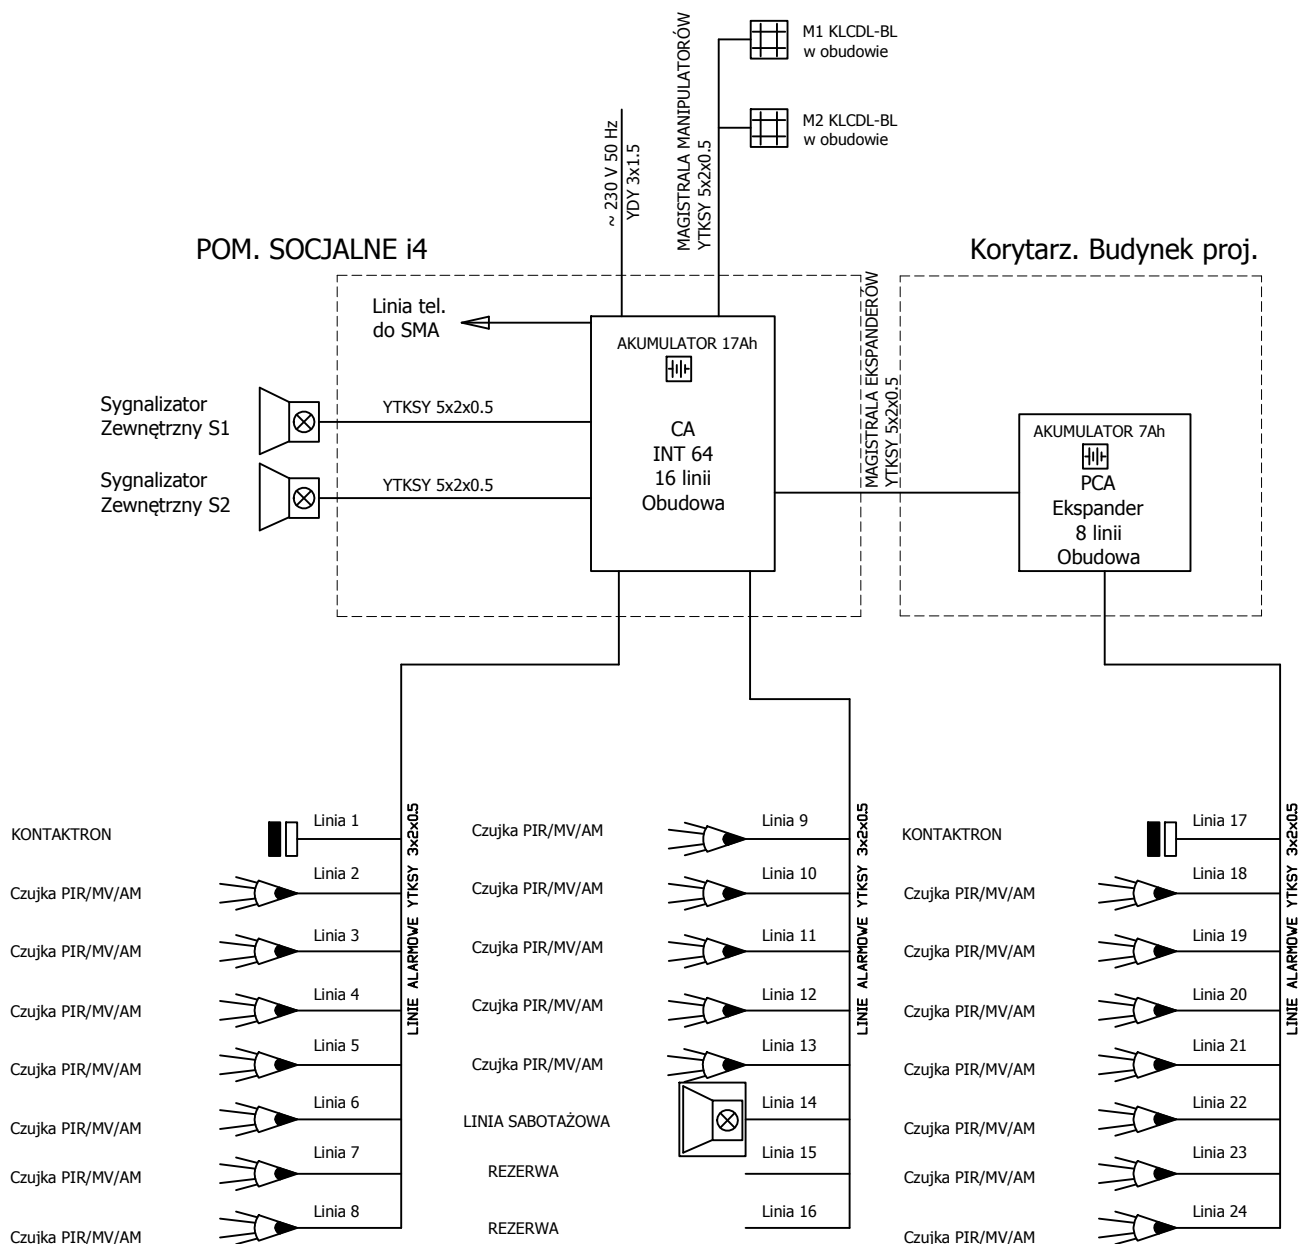 M1 KLCDL-BL
w obudowie
M2 KLCDL-BL
w obudowie
MAGISTRALA MANIPULATORÓW
YTKSY 5x2x0.5
~ 230 V 50 Hz
YDY 3x1.5
POM. SOCJALNE i4
Korytarz. Budynek proj.
Linia tel.
do SMA
AKUMULATOR 17Ah
CA
INT 64
16 linii
Obudowa
MAGISTRALA EKSPANDERÓW
YTKSY 5x2x0.5
Sygnalizator
Zewnętrzny S1
YTKSY 5x2x0.5
Sygnalizator
Zewnętrzny S2
YTKSY 5x2x0.5
AKUMULATOR 7Ah
PCA
Ekspander
8 linii
Obudowa
KONTAKTRON
Linia 1
Czujka PIR/MV/AM
Linia 2
Czujka PIR/MV/AM
Linia 3
Czujka PIR/MV/AM
Linia 4
Czujka PIR/MV/AM
Linia 5
Czujka PIR/MV/AM
Linia 6
Czujka PIR/MV/AM
Linia 7
Czujka PIR/MV/AM
Linia 8
LINIE ALARMOWE YTKSY 3x2x0.5
Czujka PIR/MV/AM
Linia 9
Czujka PIR/MV/AM
Linia 10
Czujka PIR/MV/AM
Linia 11
Czujka PIR/MV/AM
Linia 12
Czujka PIR/MV/AM
Linia 13
LINIA SABOTAŻOWA
Linia 14
REZERWA
Linia 15
REZERWA
Linia 16
LINIE ALARMOWE YTKSY 3x2x0.5
KONTAKTRON
Linia 17
Czujka PIR/MV/AM
Linia 18
Czujka PIR/MV/AM
Linia 19
Czujka PIR/MV/AM
Linia 20
Czujka PIR/MV/AM
Linia 21
Czujka PIR/MV/AM
Linia 22
Czujka PIR/MV/AM
Linia 23
Czujka PIR/MV/AM
Linia 24
LINIE ALARMOWE YTKSY 3x2x0.5